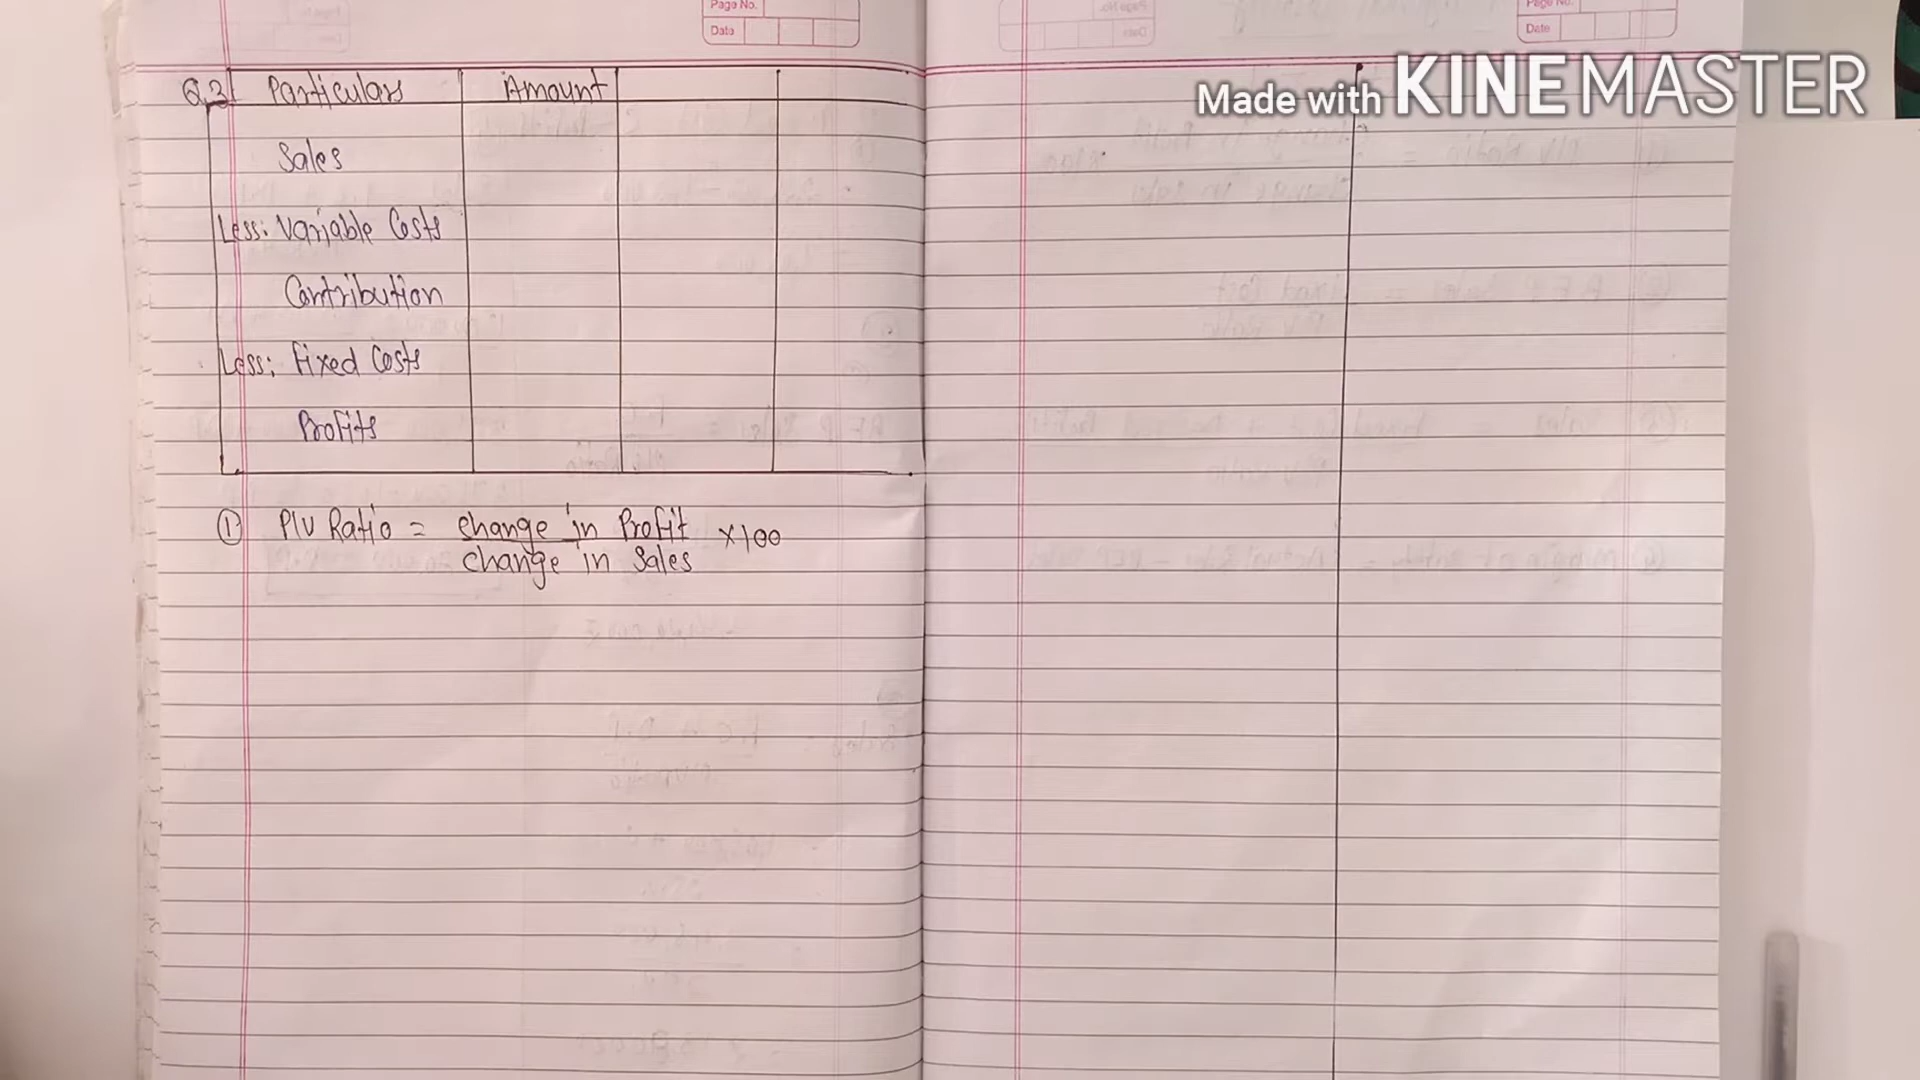 Page No.
Date
Page No.
Date
Made with KINEMASTER
Q.3 Particulars Amount
Sales
Less: Variable Costs
Contribution
Less: Fixed Costs
Profits
① P/V Ratio = change in Profit ×100
change in Sales